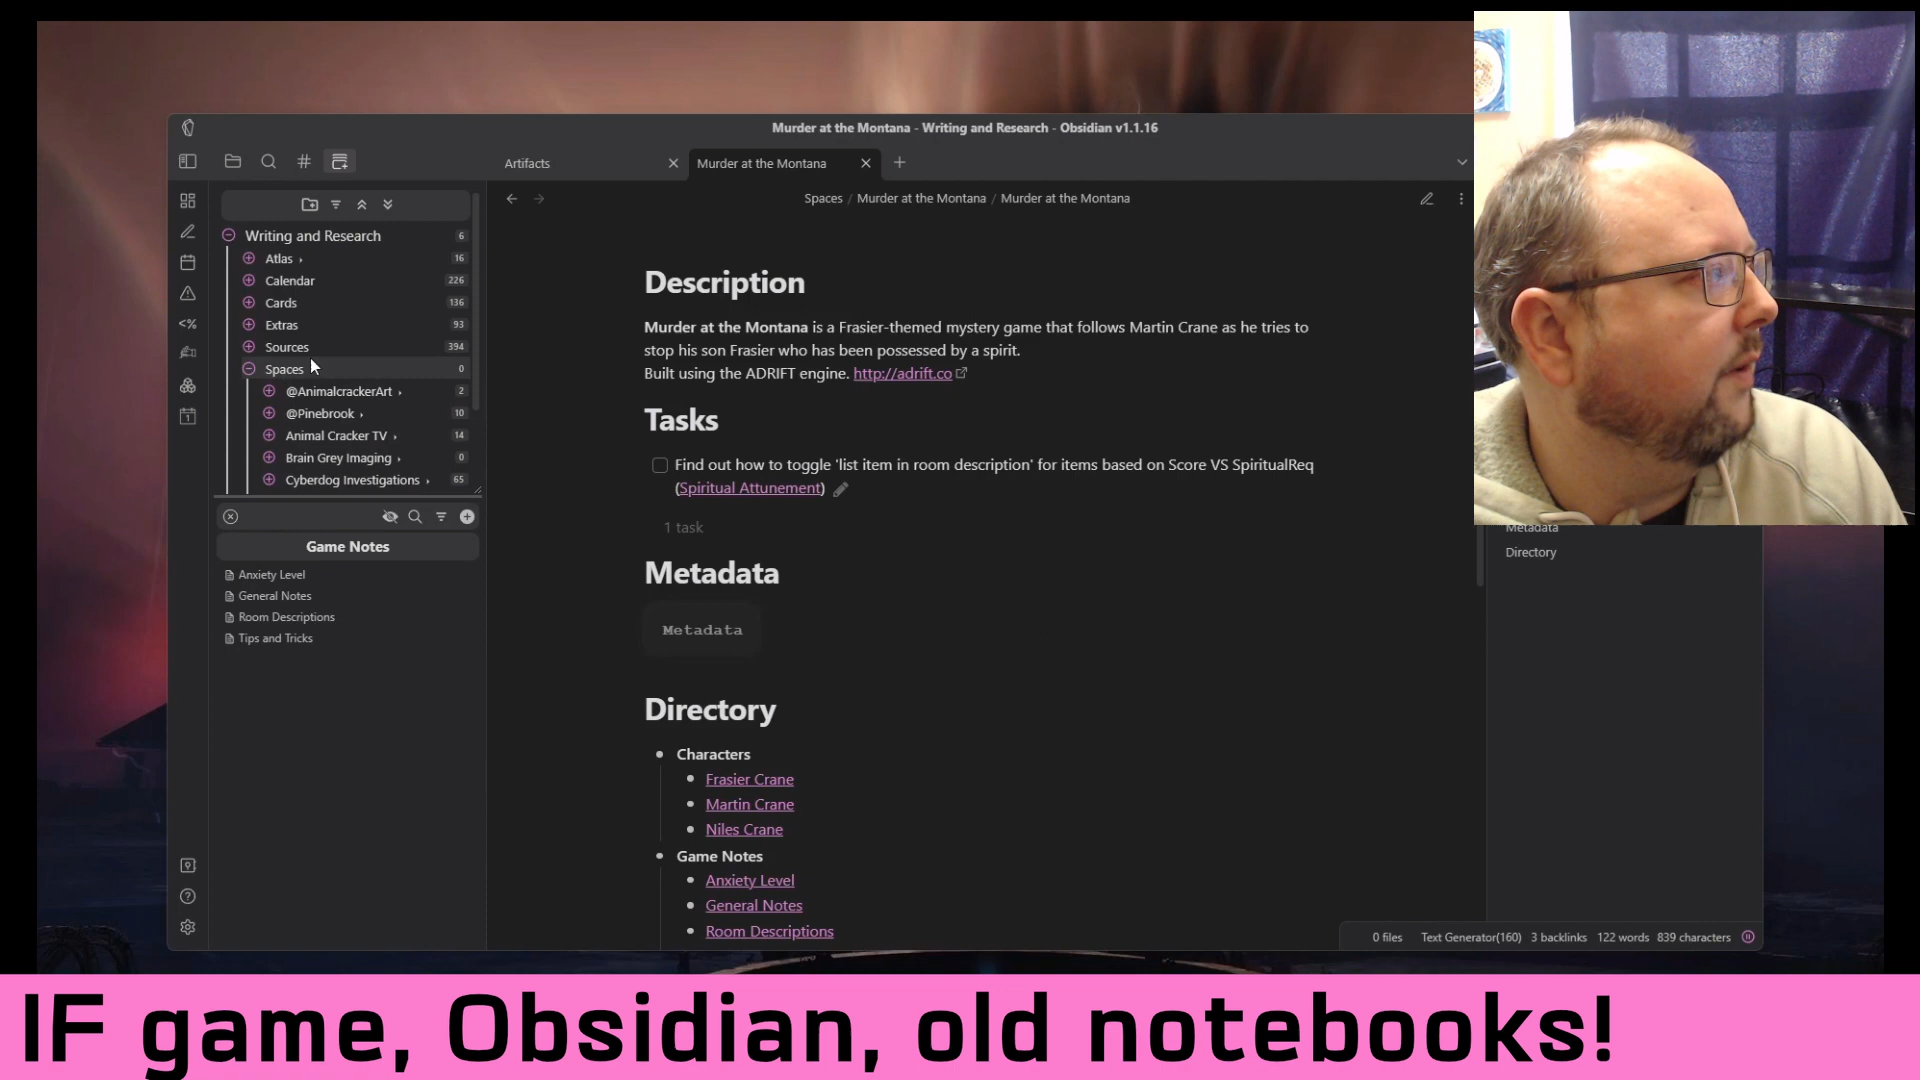 Murder at the Montana - Writing and Research - Obsidian v1.1.16
Artifacts
Murder at the Montana
Spaces / Murder at the Montana / Murder at the Montana
Writing and Research 6
Atlas 16
Calendar 226
Cards 136
Extras 93
Sources 394
Spaces 0
@AnimalcrackerArt 2
@Pinebrook 10
Animal Cracker TV 14
Brain Grey Imaging 0
Cyberdog Investigations 65
Game Notes
Anxiety Level
General Notes
Room Descriptions
Tips and Tricks
Description
Murder at the Montana is a Frasier-themed mystery game that follows Martin Crane as he tries to
stop his son Frasier who has been possessed by a spirit.
Built using the ADRIFT engine. http://adrift.co
Tasks
Find out how to toggle 'list item in room description' for items based on Score VS SpiritualReq
(Spiritual Attunement)
1 task
Metadata
Metadata
Directory
Characters
Frasier Crane
Martin Crane
Niles Crane
Game Notes
Anxiety Level
General Notes
Room Descriptions
Metadata
Directory
0 files Text Generator(160) 3 backlinks 122 words 839 characters
IF game, Obsidian, old notebooks!